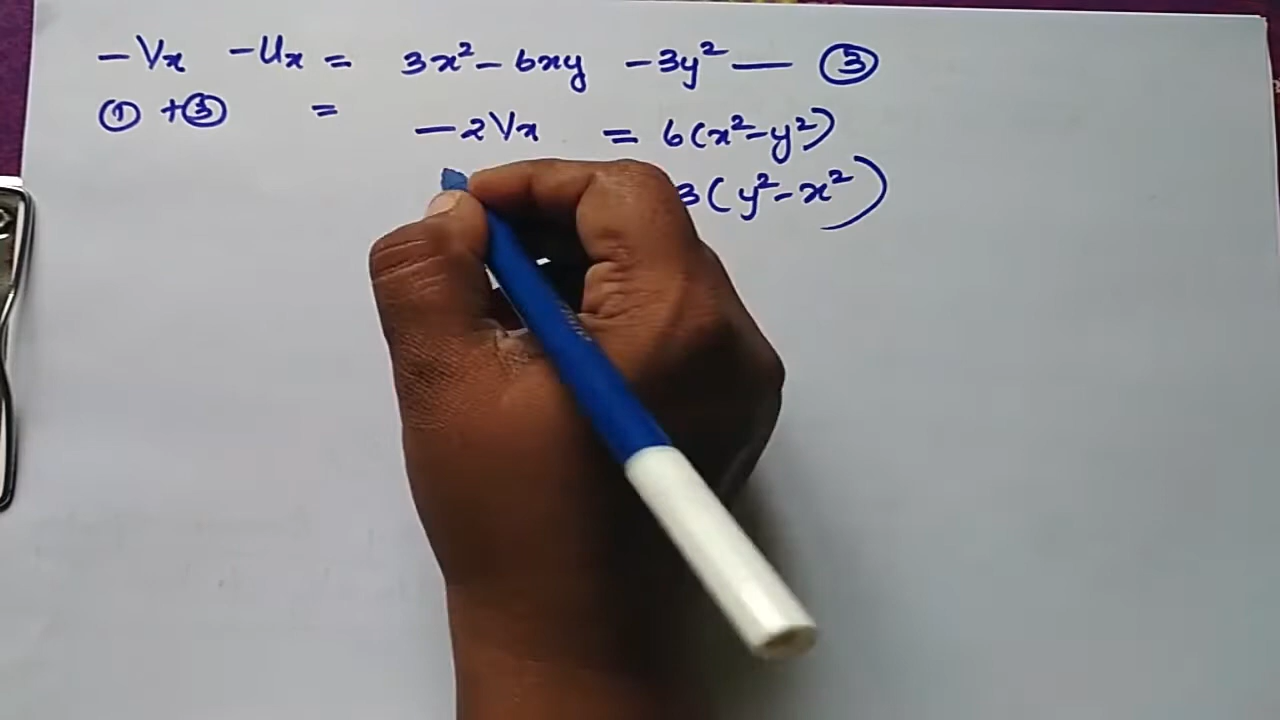 -Vx -Ux = 3x² - 6xy - 3y² — ③
① + ③ = -2Vx = 6(x² - y²)
3(y² - x²)